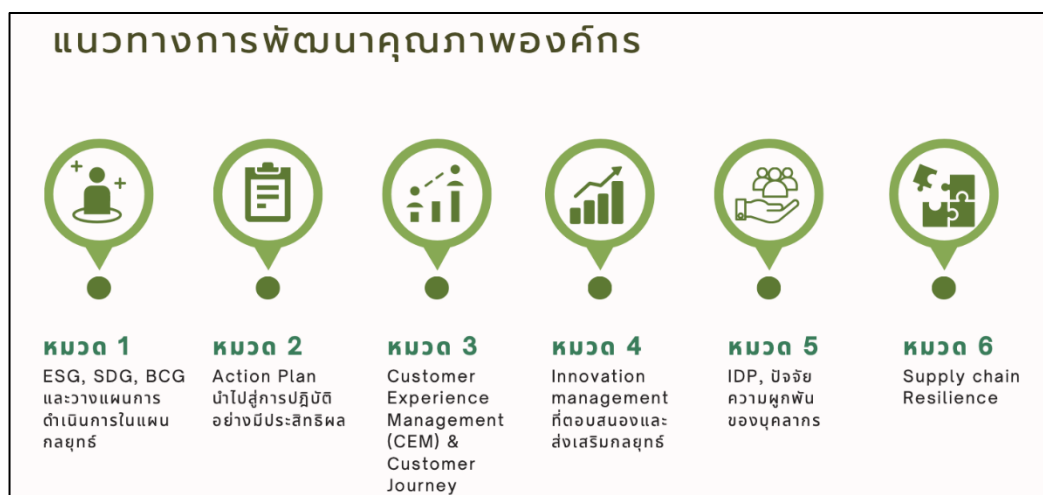 แนวทางการพัฒนาคุณภาพองค์กร
หมวด 1
ESG, SDG, BCG
และวางแผนการ
ดำเนินการในแผน
กลยุทธ์
หมวด 2
Action Plan
นำไปสู่การปฎิบัติ
อย่างมีประสิทธิผล
หมวด 3
Customer
Experience
Management
(CEM) &
Customer
Journey
หมวด 4
Innovation
management
ที่ตอบสนองและ
ส่งเสริมกลยุทธ์
หมวด 5
IDP, ปัจจัย
ความผูกพัน
ของบุคลากร
หมวด 6
Supply chain
Resilience